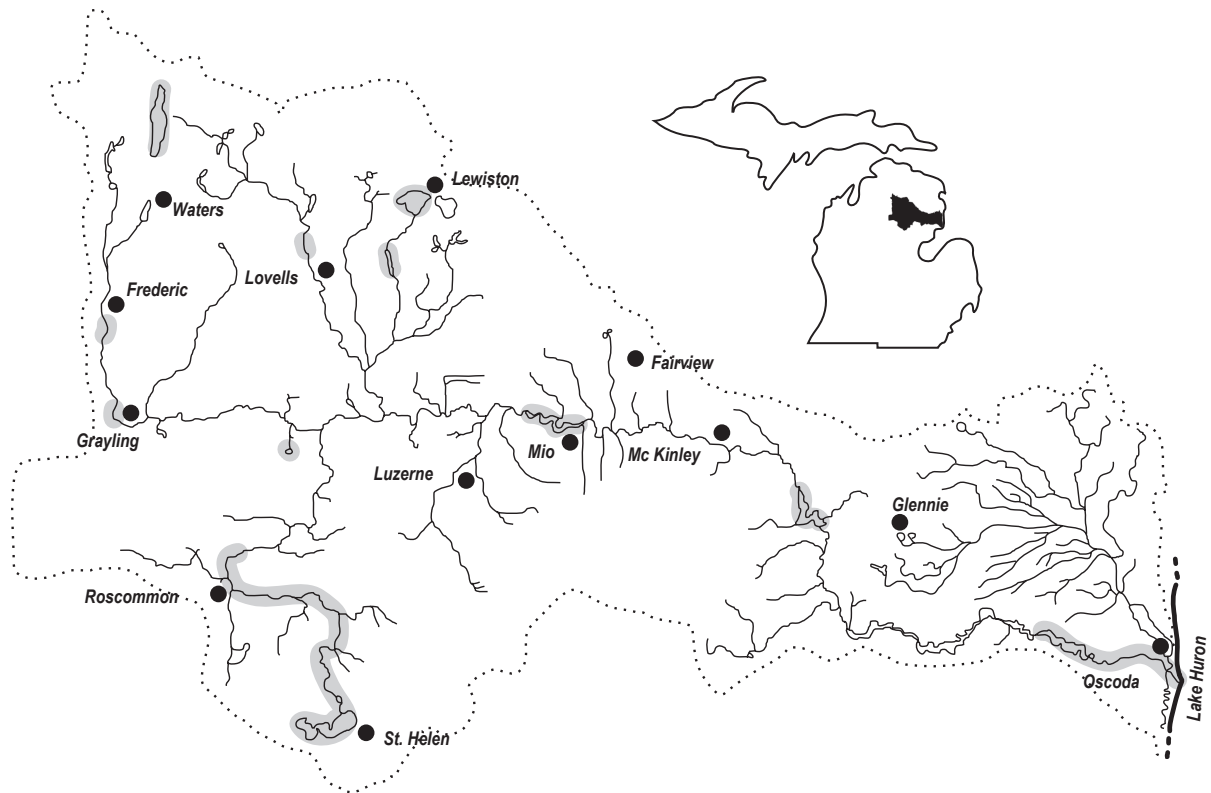 Lewiston
Waters
Lovells
Frederic
Fairview
Grayling
Mio
Mc Kinley
Luzerne
Glennie
Roscommon
Oscoda
Lake Huron
St. Helen